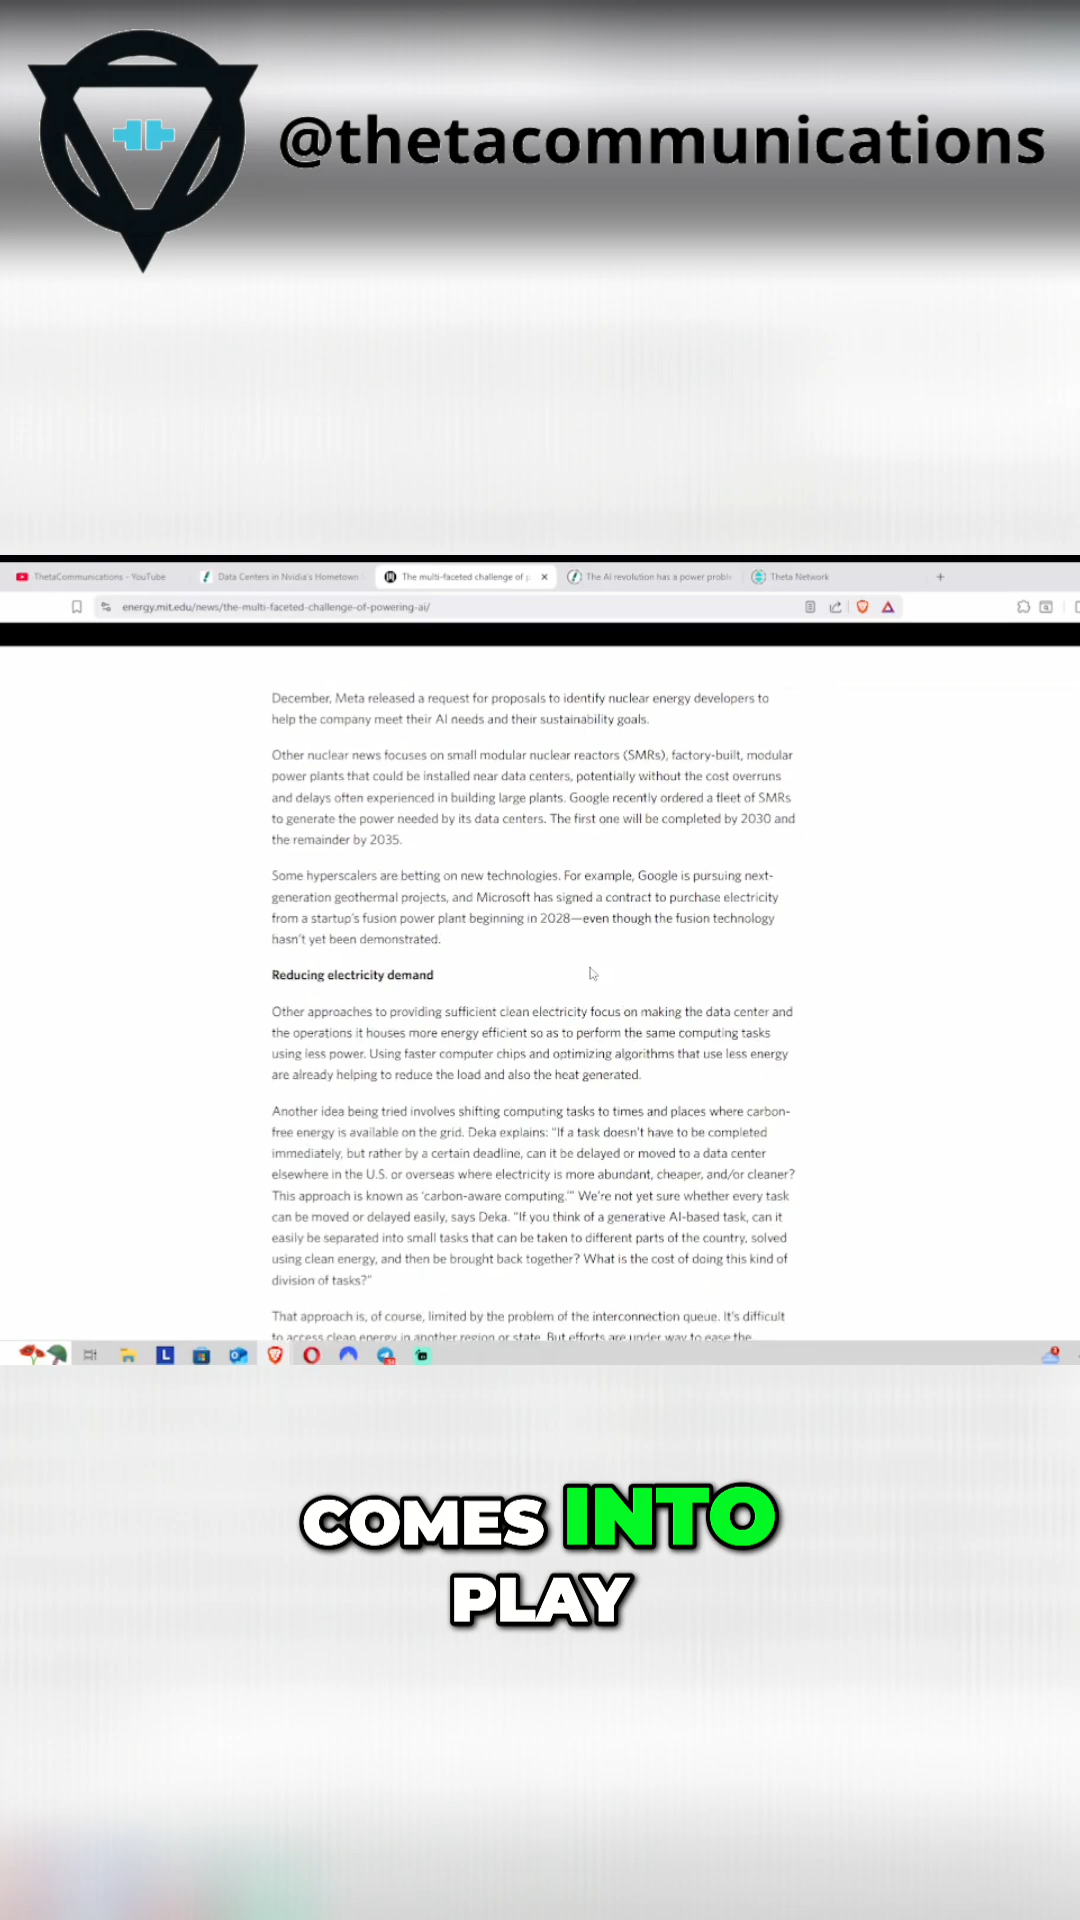 @thetacommunications
ThetaCommunications - YouTube
Data Centers in Nvidia's Hometown
The multi-faceted challenge of p
The AI revolution has a power proble
Theta Network
energy.mit.edu/news/the-multi-faceted-challenge-of-powering-ai/
December, Meta released a request for proposals to identify nuclear energy developers to
help the company meet their AI needs and their sustainability goals.
Other nuclear news focuses on small modular nuclear reactors (SMRs), factory-built, modular
power plants that could be installed near data centers, potentially without the cost overruns
and delays often experienced in building large plants. Google recently ordered a fleet of SMRs
to generate the power needed by its data centers. The first one will be completed by 2030 and
the remainder by 2035.
Some hyperscalers are betting on new technologies. For example, Google is pursuing next-
generation geothermal projects, and Microsoft has signed a contract to purchase electricity
from a startup's fusion power plant beginning in 2028—even though the fusion technology
hasn't yet been demonstrated.
Reducing electricity demand
Other approaches to providing sufficient clean electricity focus on making the data center and
the operations it houses more energy efficient so as to perform the same computing tasks
using less power. Using faster computer chips and optimizing algorithms that use less energy
are already helping to reduce the load and also the heat generated.
Another idea being tried involves shifting computing tasks to times and places where carbon-
free energy is available on the grid. Deka explains: "If a task doesn't have to be completed
immediately, but rather by a certain deadline, can it be delayed or moved to a data center
elsewhere in the U.S. or overseas where electricity is more abundant, cheaper, and/or cleaner?
This approach is known as 'carbon-aware computing.'" We're not yet sure whether every task
can be moved or delayed easily, says Deka. "If you think of a generative AI-based task, can it
easily be separated into small tasks that can be taken to different parts of the country, solved
using clean energy, and then be brought back together? What is the cost of doing this kind of
division of tasks?"
That approach is, of course, limited by the problem of the interconnection queue. It's difficult
to access clean energy in another region or state. But efforts are under way to ease the
COMES INTO
PLAY